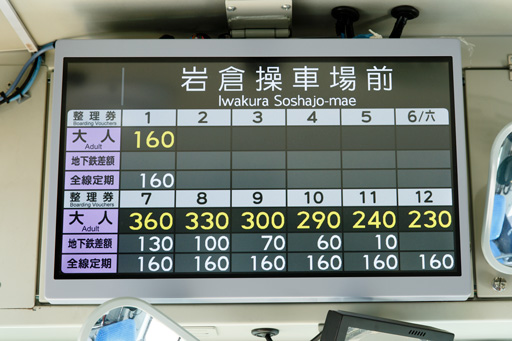 岩倉操車場前
Iwakura Soshajo-mae
整理券 Boarding Vouchers 1 2 3 4 5 6/六
大人 Adult 160
地下鉄差額
全線定期 160
整理券 Boarding Vouchers 7 8 9 10 11 12
大人 Adult 360 330 300 290 240 230
地下鉄差額 130 100 70 60 10
全線定期 160 160 160 160 160 160